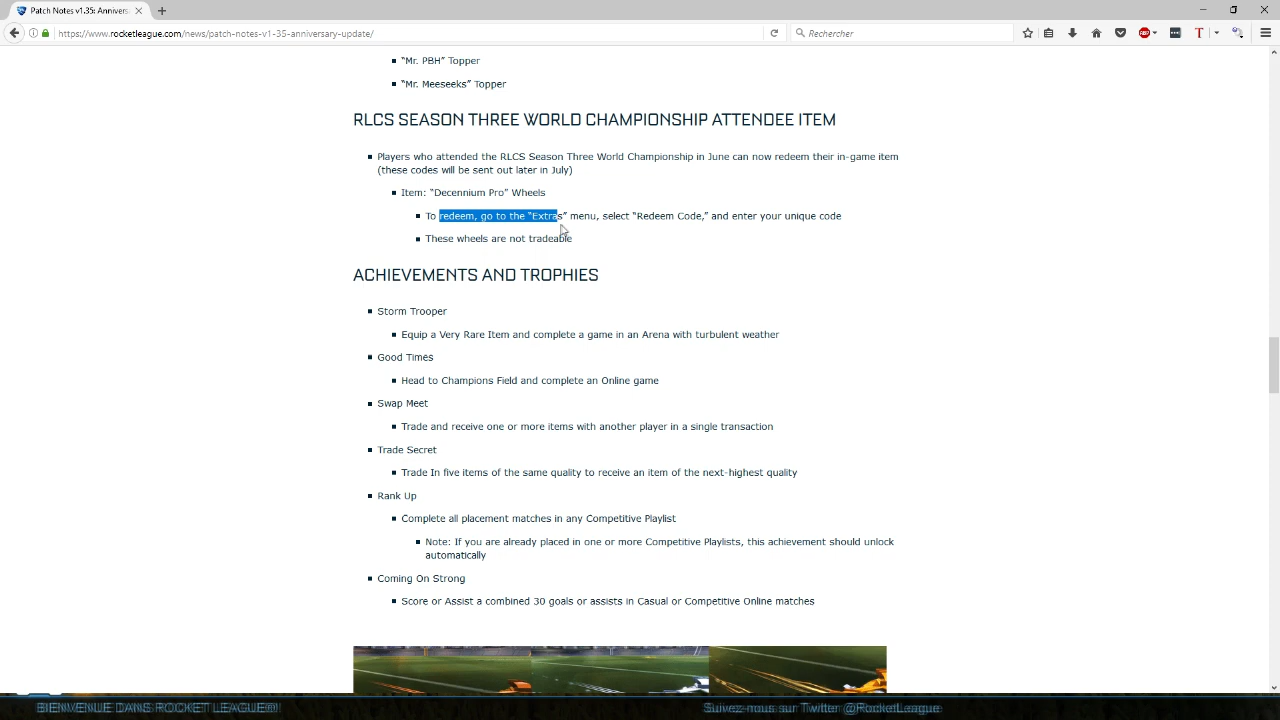 Patch Notes v1.35: Annivers
https://www.rocketleague.com/news/patch-notes-v1-35-anniversary-update/
Rechercher
ABP
T
"Mr. PBH" Topper
"Mr. Meeseeks" Topper
RLCS SEASON THREE WORLD CHAMPIONSHIP ATTENDEE ITEM
Players who attended the RLCS Season Three World Championship in June can now redeem their in-game item
(these codes will be sent out later in July)
Item: "Decennium Pro" Wheels
To redeem, go to the "Extras" menu, select "Redeem Code," and enter your unique code
These wheels are not tradeable
ACHIEVEMENTS AND TROPHIES
Storm Trooper
Equip a Very Rare Item and complete a game in an Arena with turbulent weather
Good Times
Head to Champions Field and complete an Online game
Swap Meet
Trade and receive one or more items with another player in a single transaction
Trade Secret
Trade In five items of the same quality to receive an item of the next-highest quality
Rank Up
Complete all placement matches in any Competitive Playlist
Note: If you are already placed in one or more Competitive Playlists, this achievement should unlock
automatically
Coming On Strong
Score or Assist a combined 30 goals or assists in Casual or Competitive Online matches
BIENVENUE DANS ROCKET LEAGUE®!
Suivez-nous sur Twitter @RocketLeague